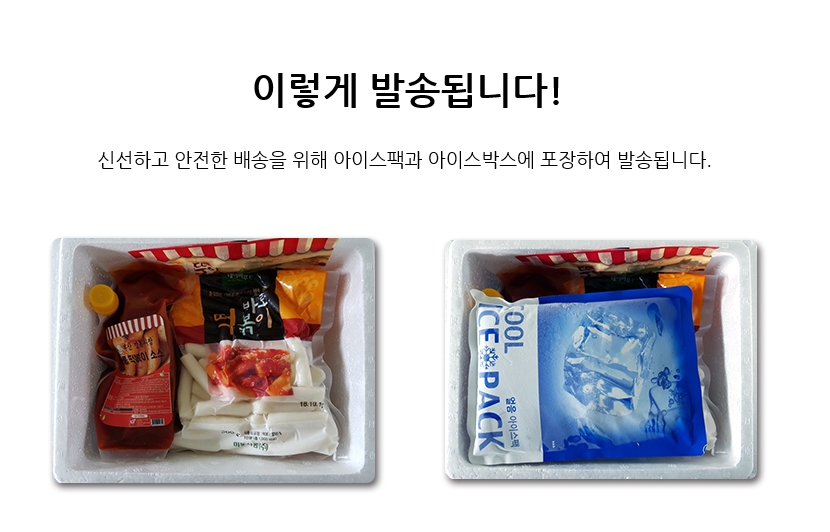 이렇게 발송됩니다!
신선하고 안전한 배송을 위해 아이스팩과 아이스박스에 포장하여 발송됩니다.
떡볶이 소스
떡볶이
18.10.
COOL
ICE PACK
얼음 아이스팩